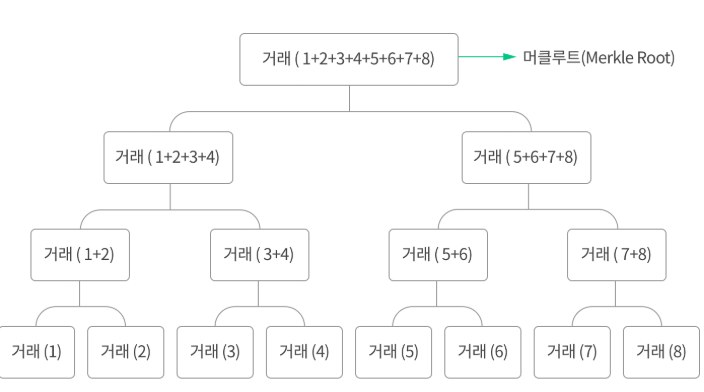 거래 ( 1+2+3+4+5+6+7+8)
머클루트(Merkle Root)
거래 ( 1+2+3+4)
거래 ( 5+6+7+8)
거래 ( 1+2)
거래 ( 3+4)
거래 ( 5+6)
거래 ( 7+8)
거래 (1)
거래 (2)
거래 (3)
거래 (4)
거래 (5)
거래 (6)
거래 (7)
거래 (8)